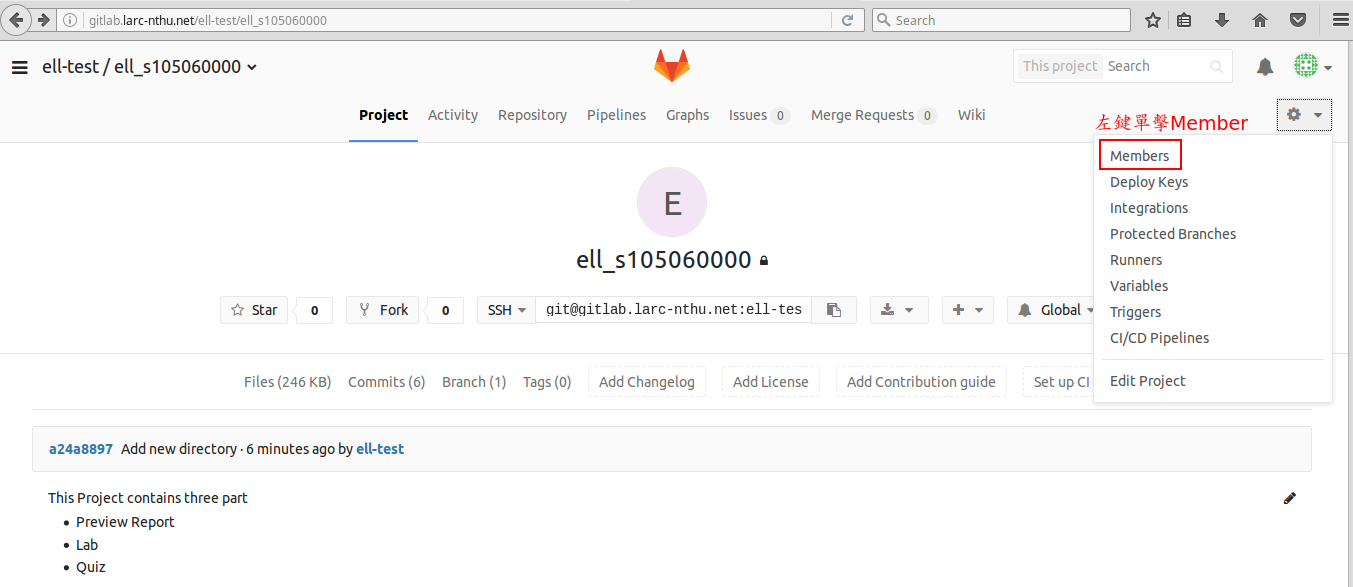 gitlab.larc-nthu.net/ell-test/ell_s105060000
Search
ell-test / ell_s105060000
This project Search
Project Activity Repository Pipelines Graphs Issues 0 Merge Requests 0 Wiki
左鍵單擊Member
Members
Deploy Keys
Integrations
Protected Branches
Runners
Variables
Triggers
CI/CD Pipelines
Edit Project
E
ell_s105060000
Star 0 Fork 0 SSH git@gitlab.larc-nthu.net:ell-tes Global
Files (246 KB) Commits (6) Branch (1) Tags (0) Add Changelog Add License Add Contribution guide Set up CI
a24a8897 Add new directory · 6 minutes ago by ell-test
This Project contains three part
• Preview Report
• Lab
• Quiz